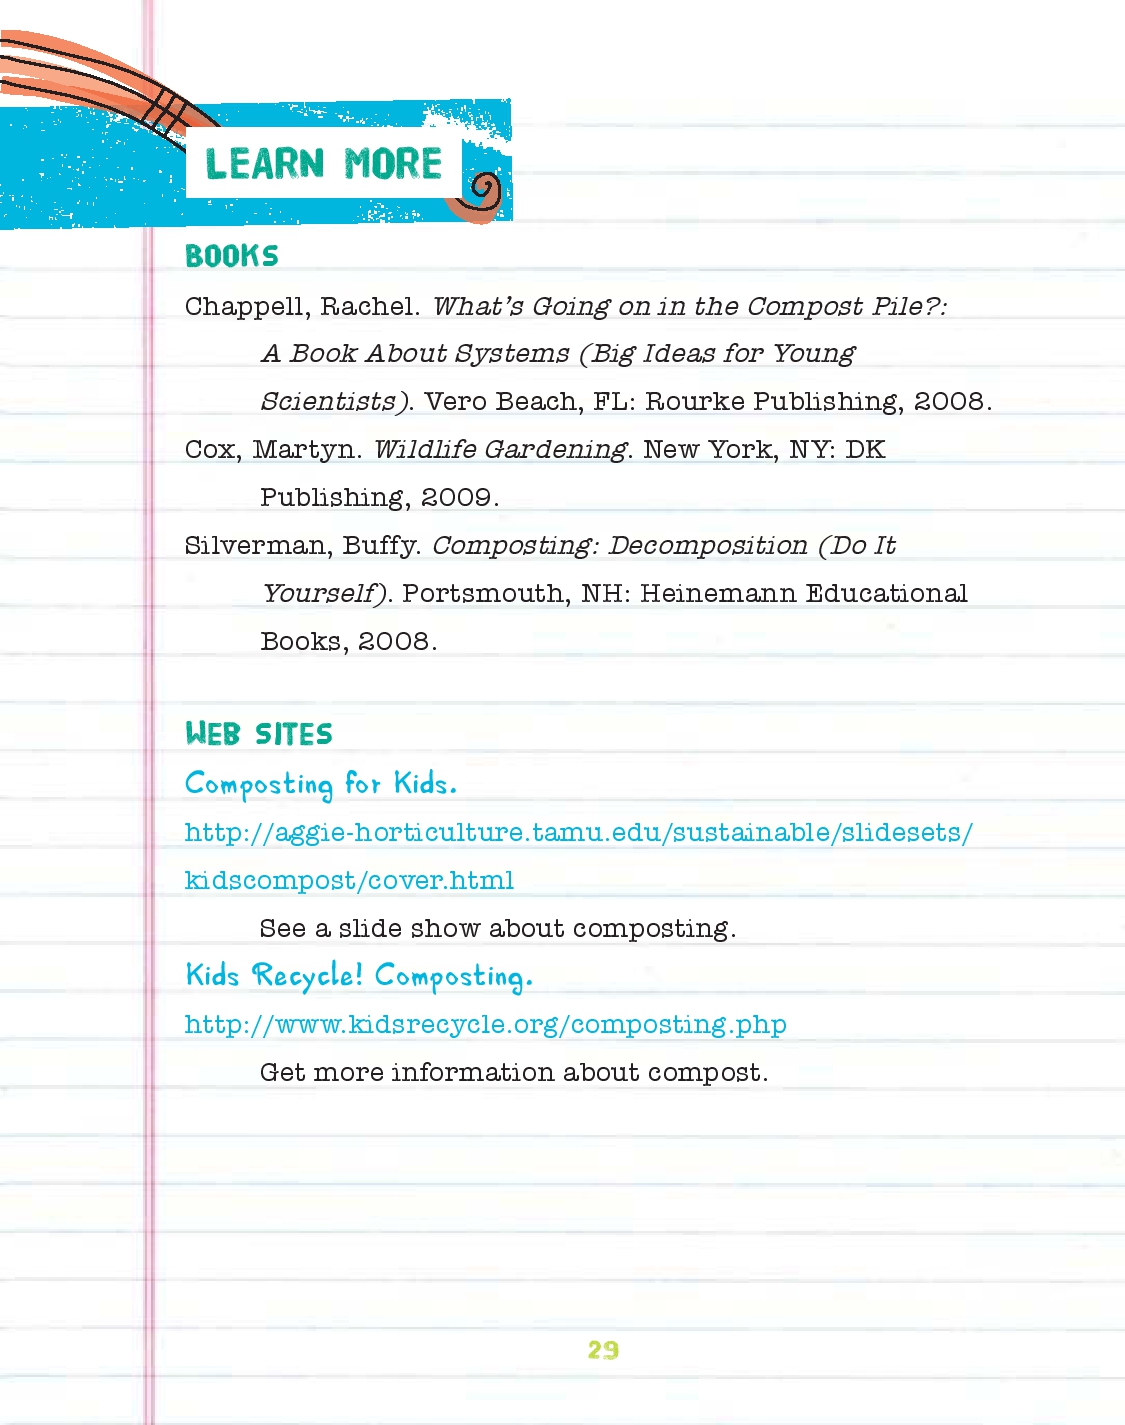 LEARN MORE
BOOKS
Chappell, Rachel. What's Going on in the Compost Pile?:
A Book About Systems (Big Ideas for Young
Scientists). Vero Beach, FL: Rourke Publishing, 2008.
Cox, Martyn. Wildlife Gardening. New York, NY: DK
Publishing, 2009.
Silverman, Buffy. Composting: Decomposition (Do It
Yourself). Portsmouth, NH: Heinemann Educational
Books, 2008.
WEB SITES
Composting for Kids.
http://aggie-horticulture.tamu.edu/sustainable/slidesets/
kidscompost/cover.html
See a slide show about composting.
Kids Recycle! Composting.
http://www.kidsrecycle.org/composting.php
Get more information about compost.
29